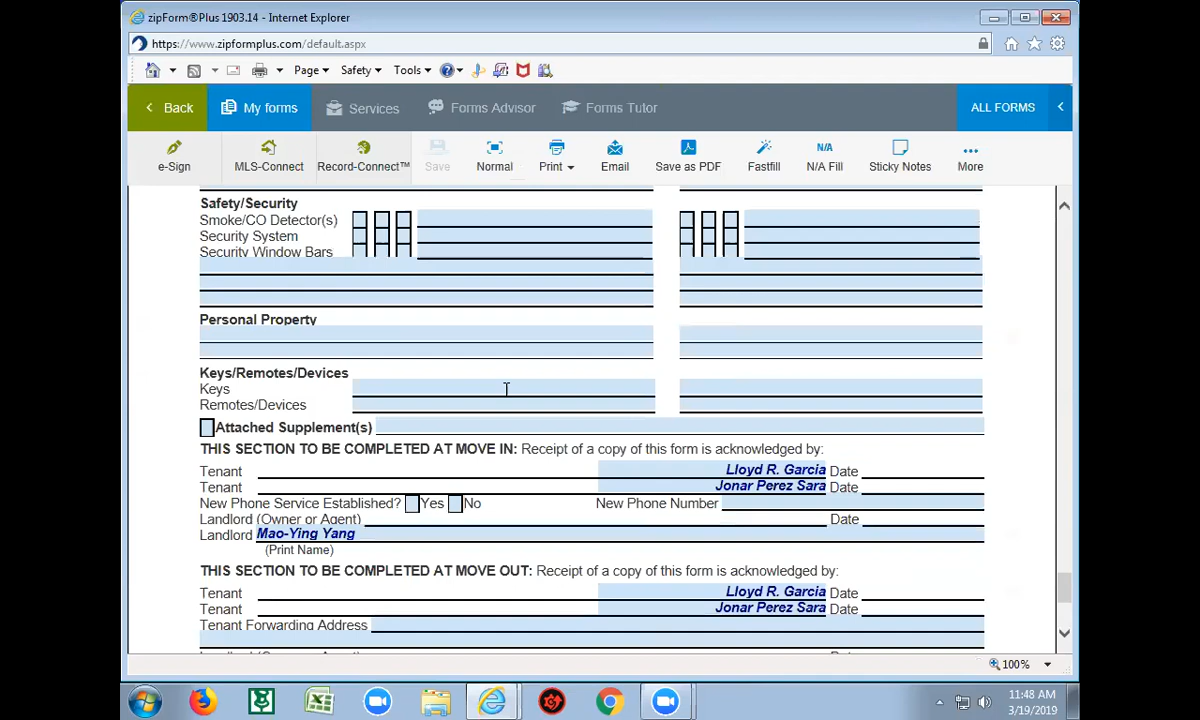 zipForm®Plus 1903.14 - Internet Explorer
https://www.zipformplus.com/default.aspx
Page Safety Tools
Back My forms Services Forms Advisor Forms Tutor ALL FORMS
e-Sign MLS-Connect Record-Connect™ Save Normal Print Email Save as PDF Fastfill N/A N/A Fill Sticky Notes More
Safety/Security
Smoke/CO Detector(s)
Security System
Security Window Bars
Personal Property
Keys/Remotes/Devices
Keys
Remotes/Devices
Attached Supplement(s)
THIS SECTION TO BE COMPLETED AT MOVE IN: Receipt of a copy of this form is acknowledged by:
Tenant Lloyd R. Garcia Date
Tenant Jonar Perez Sara Date
New Phone Service Established? Yes No New Phone Number
Landlord (Owner or Agent) Date
Landlord Mao-Ying Yang
(Print Name)
THIS SECTION TO BE COMPLETED AT MOVE OUT: Receipt of a copy of this form is acknowledged by:
Tenant Lloyd R. Garcia Date
Tenant Jonar Perez Sara Date
Tenant Forwarding Address
100%
11:48 AM
3/19/2019